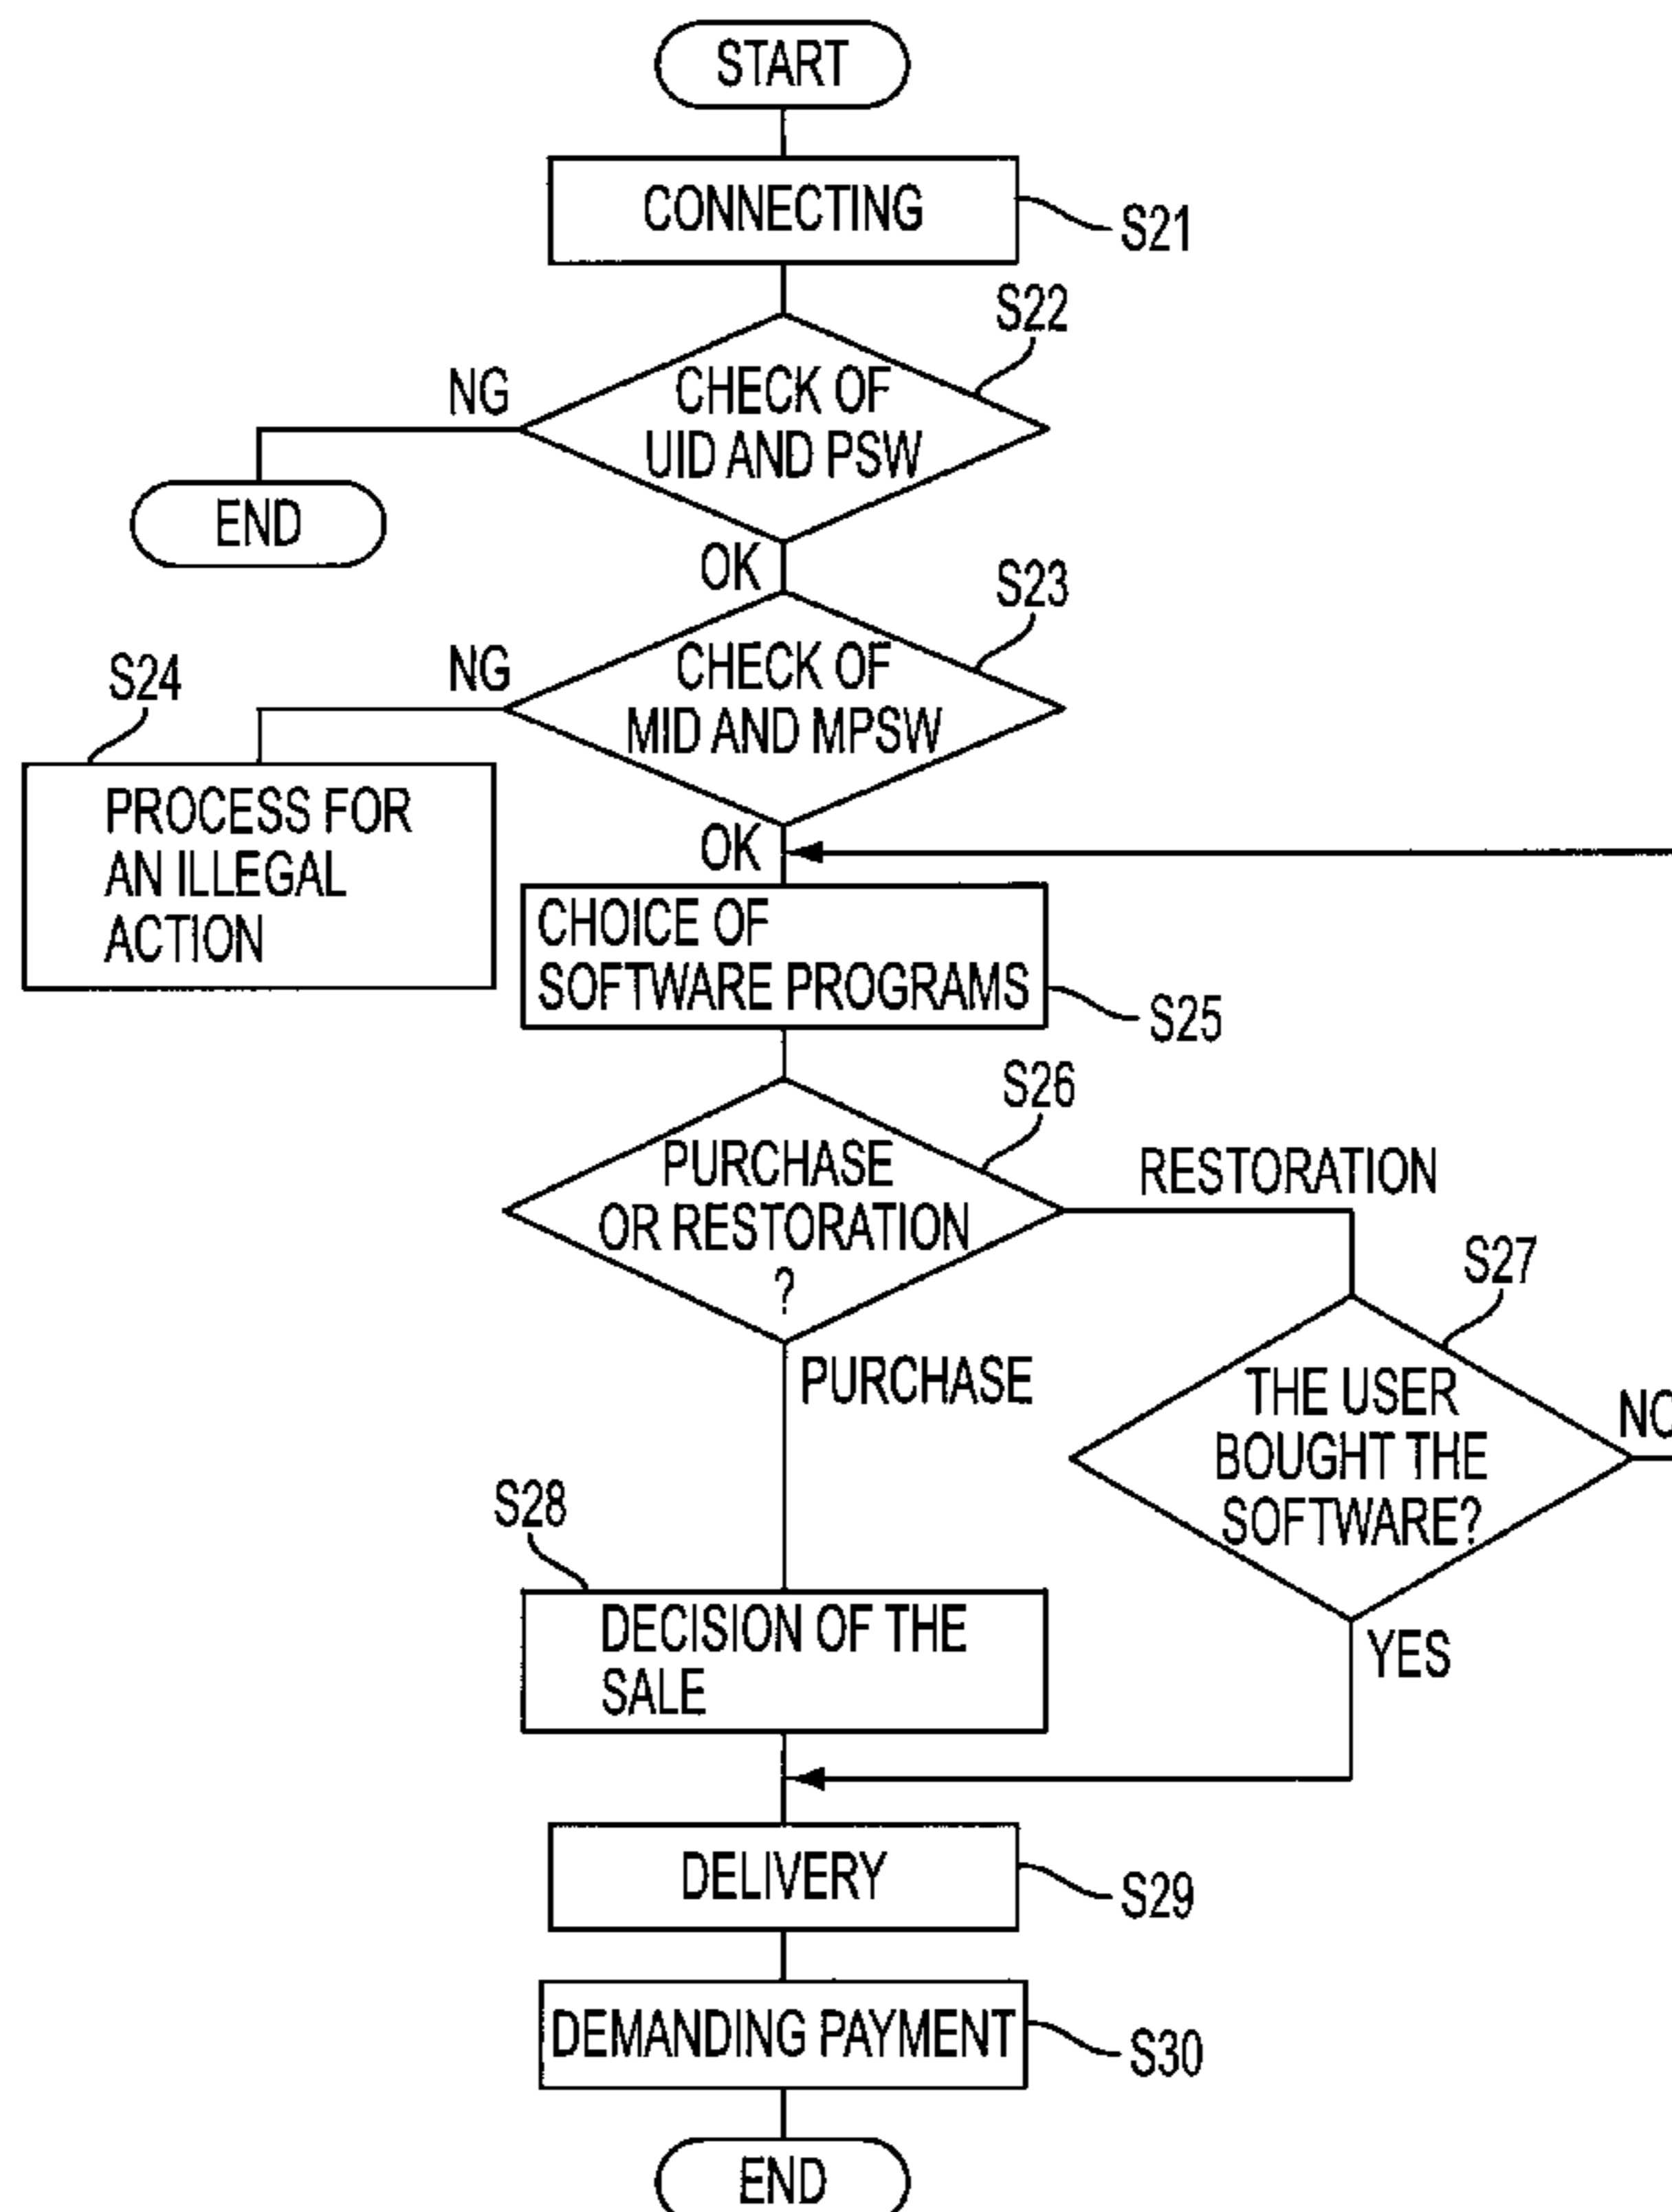 START
CONNECTING
S21
S22
CHECK OF
UID AND PSW
NG
END
OK
S23
CHECK OF
MID AND MPSW
NG
S24
PROCESS FOR
AN ILLEGAL
ACTION
OK
CHOICE OF
SOFTWARE PROGRAMS
S25
S26
PURCHASE
OR RESTORATION
?
RESTORATION
PURCHASE
S27
THE USER
BOUGHT THE
SOFTWARE?
NO
YES
S28
DECISION OF THE
SALE
DELIVERY
S29
DEMANDING PAYMENT
S30
END